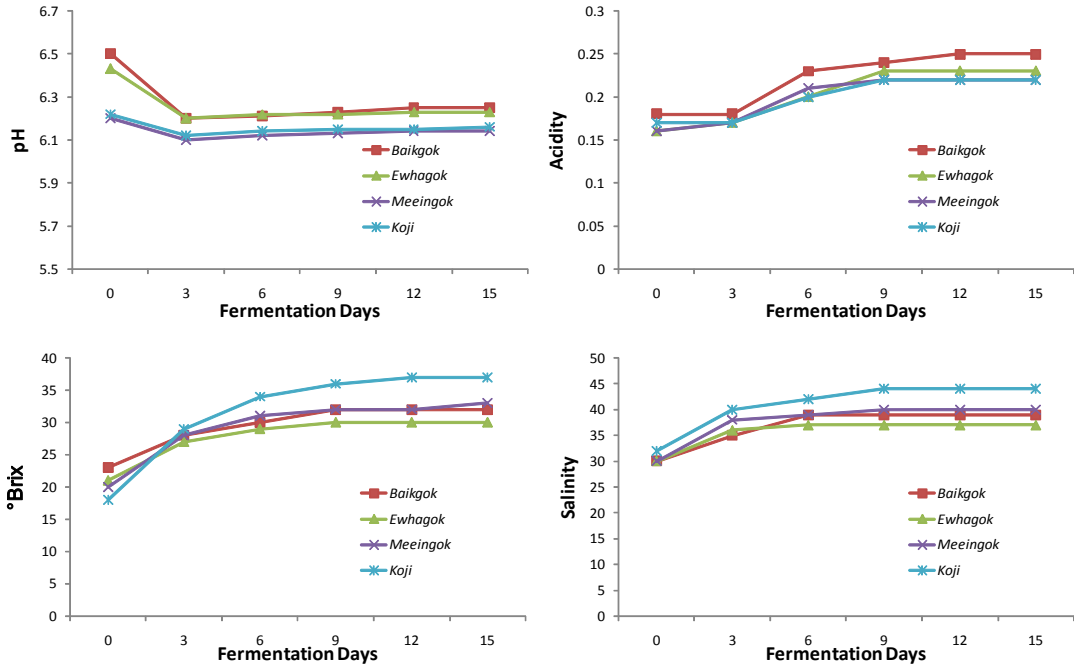 6.7
6.5
6.3
6.1
5.9
5.7
5.5
pH
Baikgok
Ewhagok
Meeingok
Koji
0 3 6 9 12 15
Fermentation Days
0.3
0.25
0.2
0.15
0.1
0.05
0
Acidity
Baikgok
Ewhagok
Meeingok
Koji
0 3 6 9 12 15
Fermentation Days
40
35
30
25
20
15
10
5
0
°Brix
Baikgok
Ewhagok
Meeingok
Koji
0 3 6 9 12 15
Fermentation Days
50
45
40
35
30
25
20
15
10
5
0
Salinity
Baikgok
Ewhagok
Meeingok
Koji
0 3 6 9 12 15
Fermentation Days